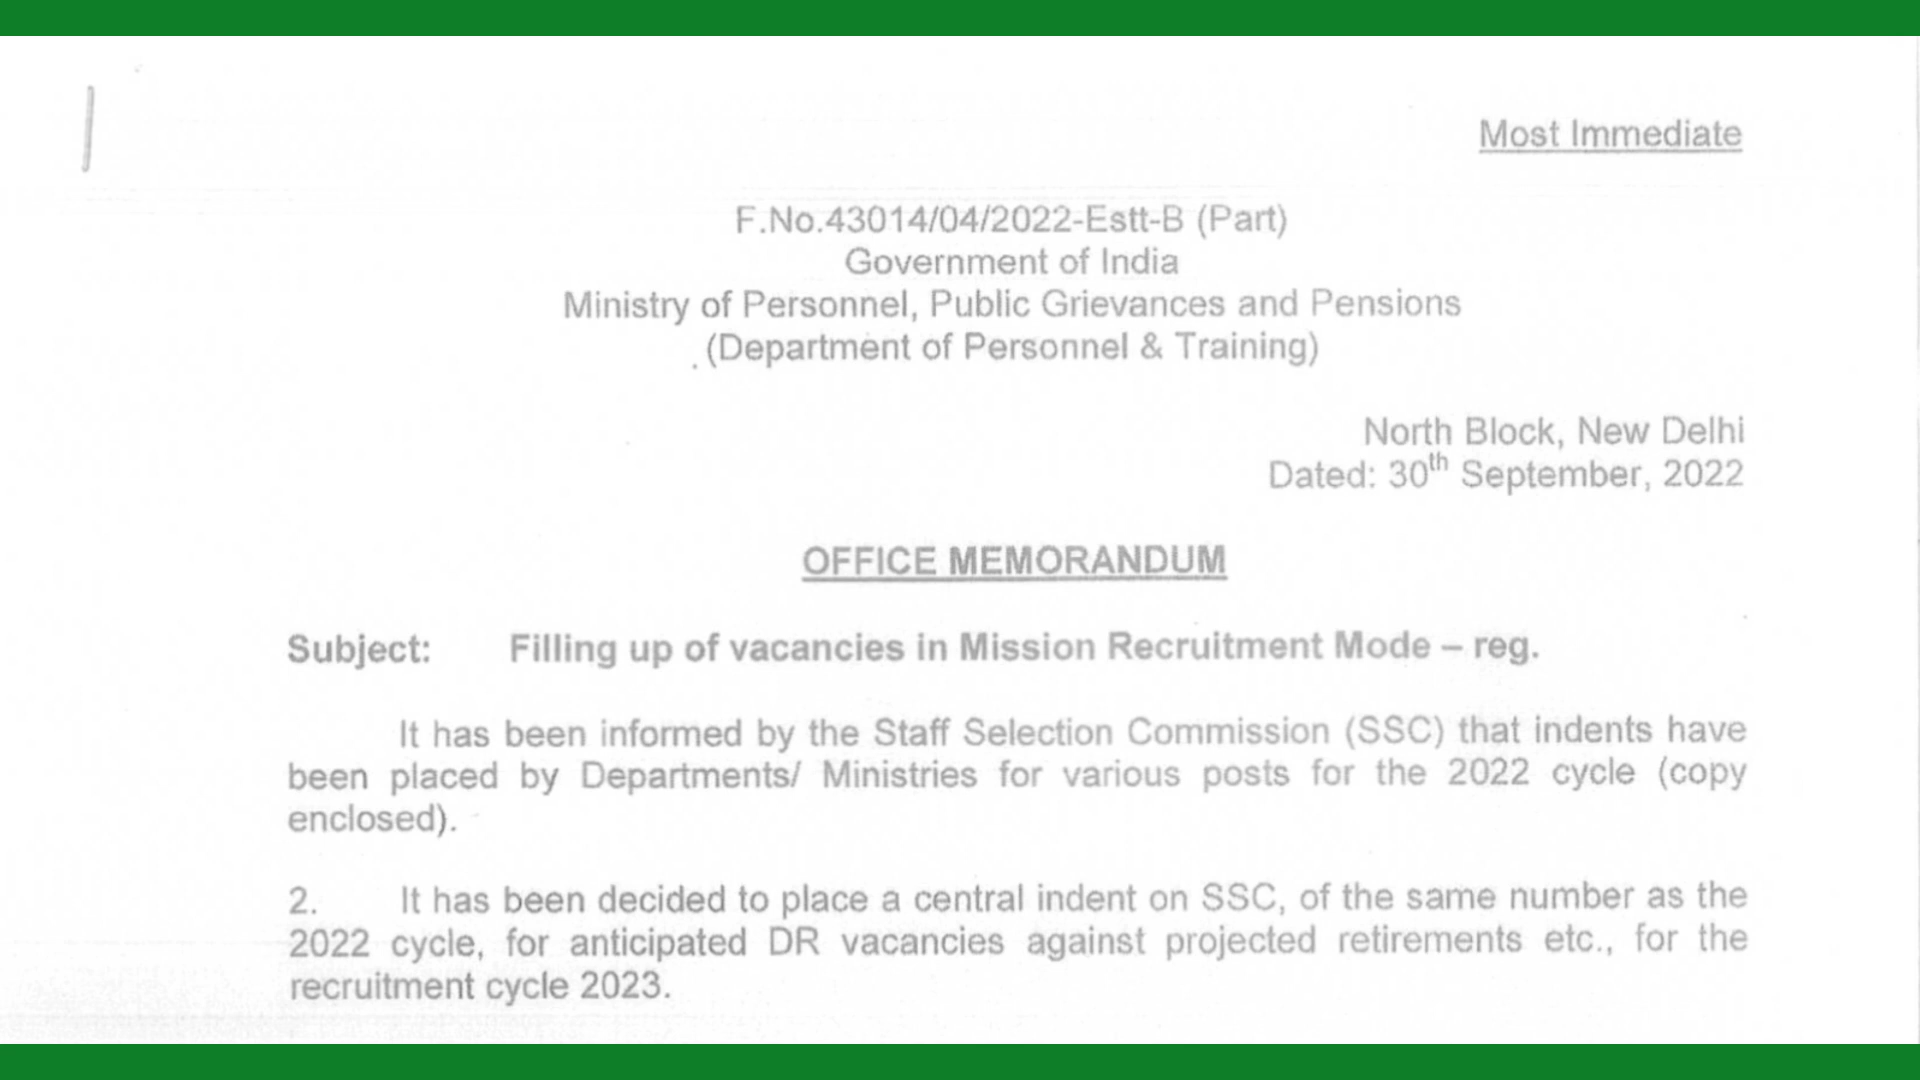 Most Immediate
F.No.43014/04/2022-Estt-B (Part)
Government of India
Ministry of Personnel, Public Grievances and Pensions
(Department of Personnel & Training)
North Block, New Delhi
Dated: 30th September, 2022
OFFICE MEMORANDUM
Subject: Filling up of vacancies in Mission Recruitment Mode – reg.
It has been informed by the Staff Selection Commission (SSC) that indents have
been placed by Departments/ Ministries for various posts for the 2022 cycle (copy
enclosed).
2. It has been decided to place a central indent on SSC, of the same number as the
2022 cycle, for anticipated DR vacancies against projected retirements etc., for the
recruitment cycle 2023.